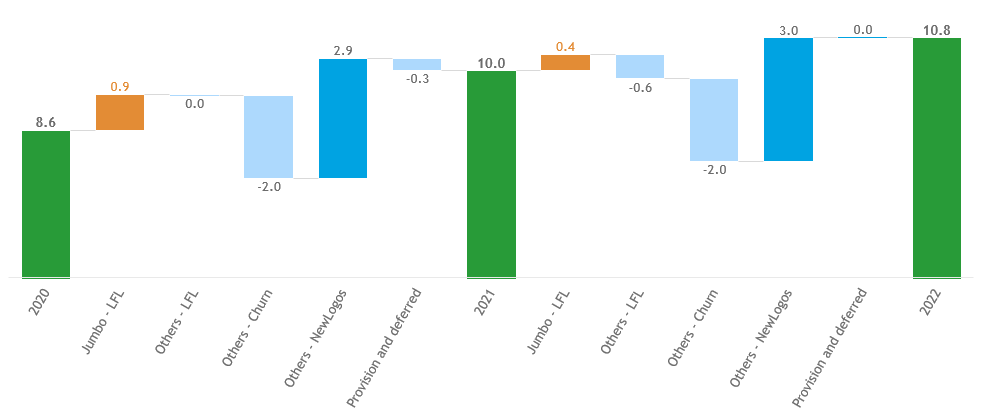 8.6
0.9
0.0
-2.0
2.9
-0.3
10.0
0.4
-0.6
-2.0
3.0
0.0
10.8
2020
Jumbo - LFL
Others - LFL
Others - Churn
Others - NewLogos
Provision and deferred
2021
Jumbo - LFL
Others - LFL
Others - Churn
Others - NewLogos
Provision and deferred
2022